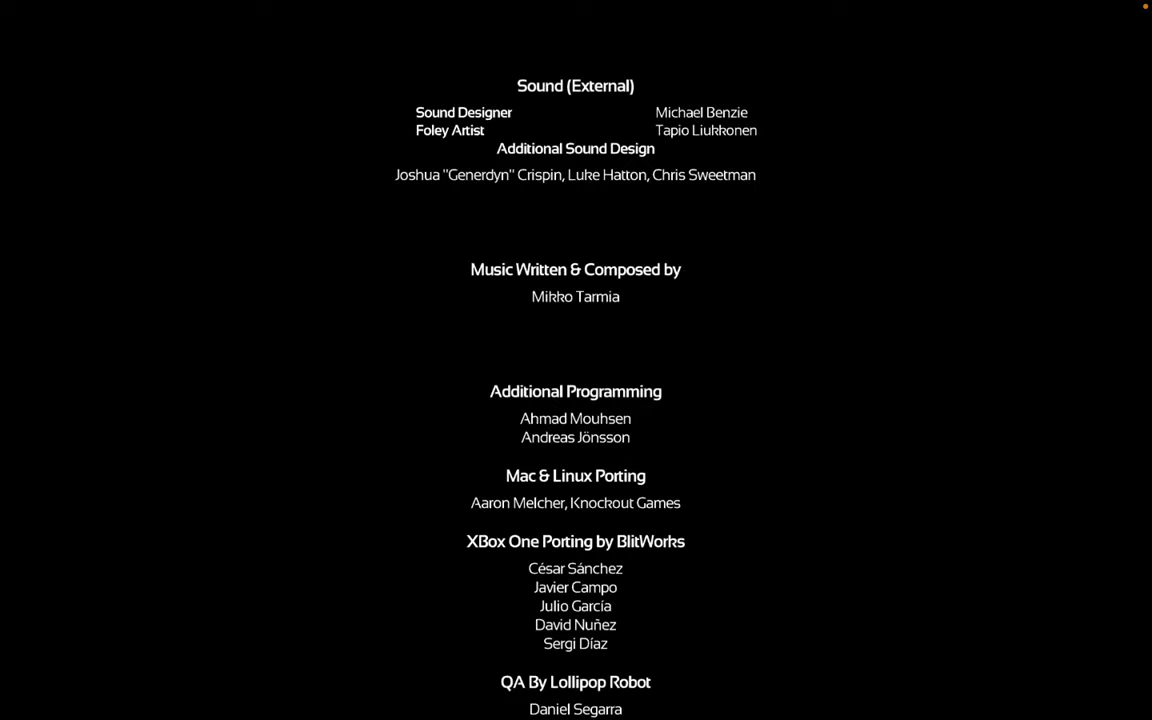 Sound (External)
Sound Designer Michael Benzie
Foley Artist Tapio Liukkonen
Additional Sound Design
Joshua "Generdyn" Crispin, Luke Hatton, Chris Sweetman
Music Written & Composed by
Mikko Tarmia
Additional Programming
Ahmad Mouhsen
Andreas Jönsson
Mac & Linux Porting
Aaron Melcher, Knockout Games
XBox One Porting by BlitWorks
César Sánchez
Javier Campo
Julio García
David Nuñez
Sergi Díaz
QA By Lollipop Robot
Daniel Segarra